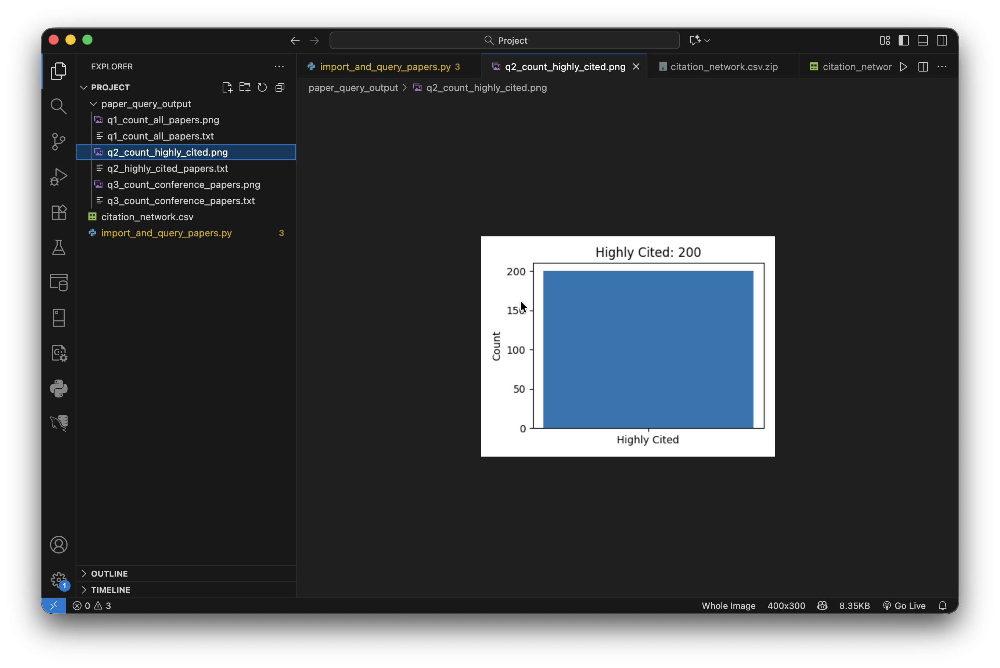 Project
EXPLORER
PROJECT
paper_query_output
q1_count_all_papers.png
q1_count_all_papers.txt
q2_count_highly_cited.png
q2_highly_cited_papers.txt
q3_count_conference_papers.png
q3_count_conference_papers.txt
citation_network.csv
import_and_query_papers.py 3
OUTLINE
TIMELINE
import_and_query_papers.py 3
q2_count_highly_cited.png
citation_network.csv.zip
citation_networ
paper_query_output > q2_count_highly_cited.png
Highly Cited: 200
200
150
100
50
0
Count
Highly Cited
C++
1
0 3
Whole Image 400x300 8.35KB Go Live